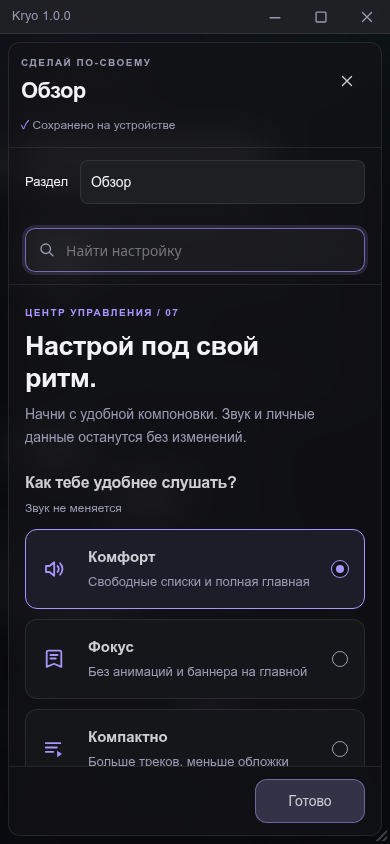 Kryo 1.0.0
СДЕЛАЙ ПО-СВОЕМУ
Обзор
✓ Сохранено на устройстве
Раздел
Обзор
Найти настройку
ЦЕНТР УПРАВЛЕНИЯ / 07
Настрой под свой
ритм.
Начни с удобной компоновки. Звук и личные
данные останутся без изменений.
Как тебе удобнее слушать?
Звук не меняется
Комфорт
Свободные списки и полная главная
Фокус
Без анимаций и баннера на главной
Компактно
Больше треков, меньше обложки
Готово